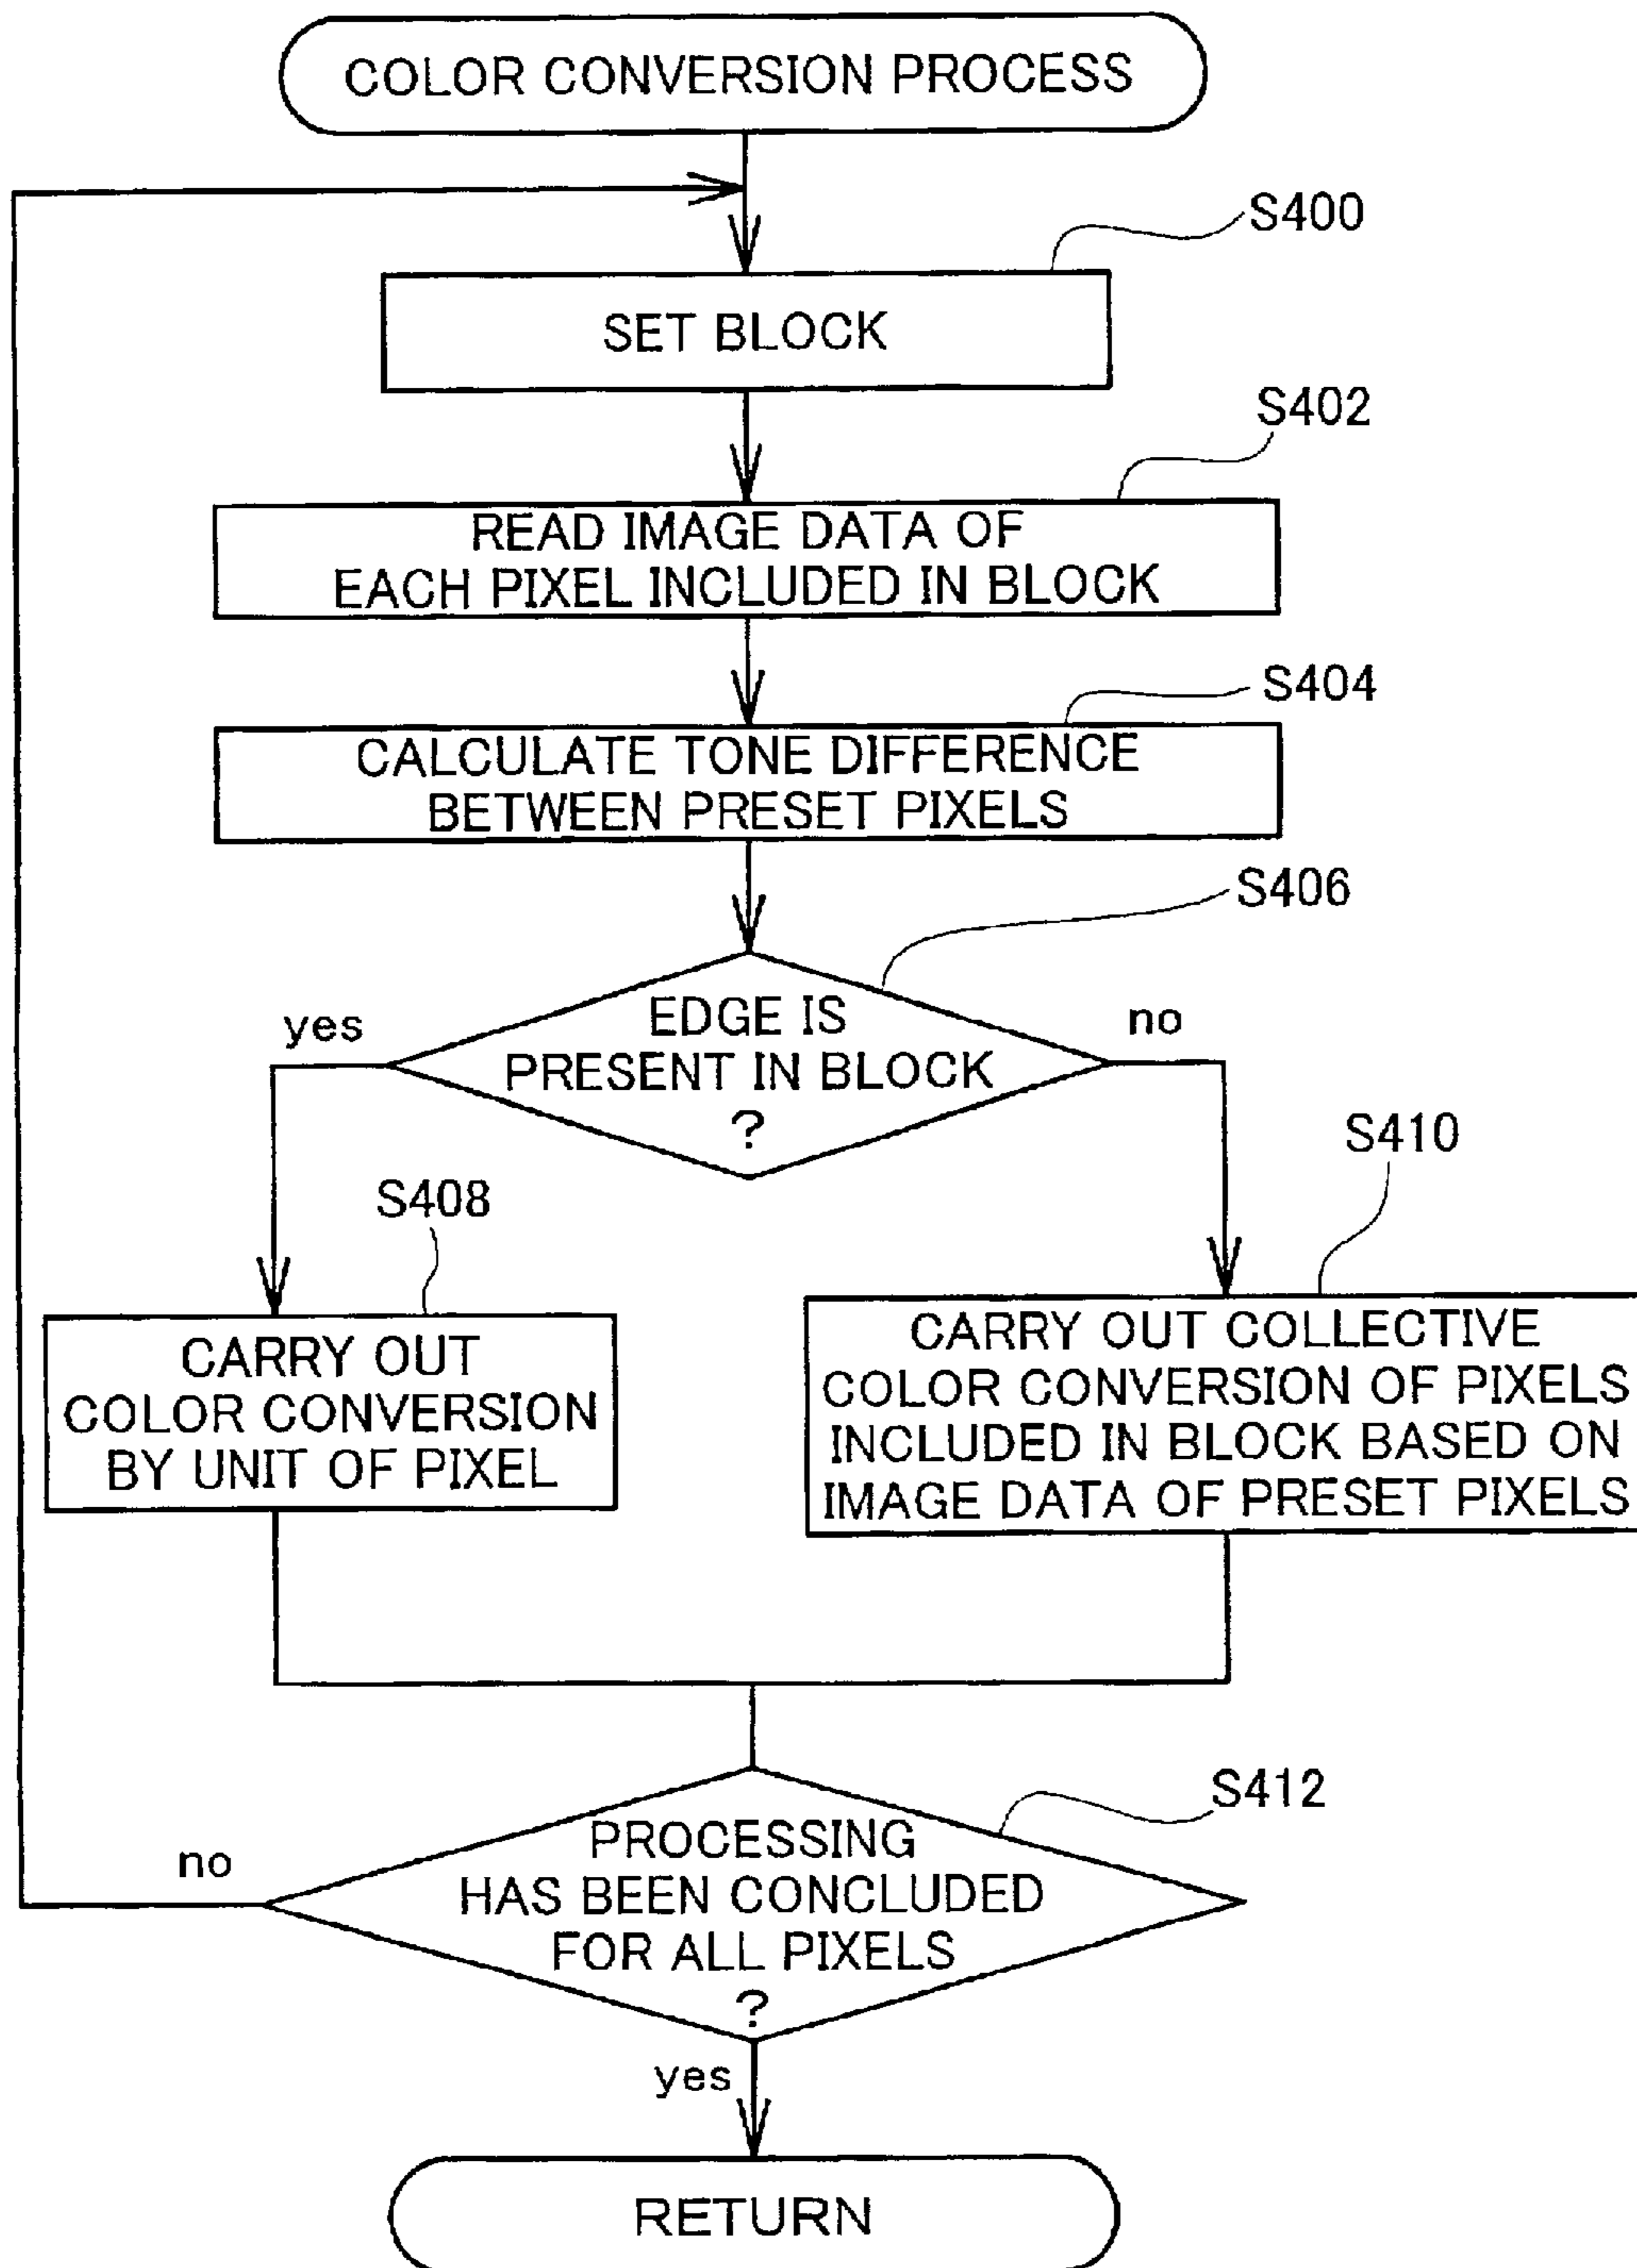 COLOR CONVERSION PROCESS
S400
SET BLOCK
S402
READ IMAGE DATA OF
EACH PIXEL INCLUDED IN BLOCK
S404
CALCULATE TONE DIFFERENCE
BETWEEN PRESET PIXELS
S406
yes
EDGE IS
PRESENT IN BLOCK
?
no
S408
CARRY OUT
COLOR CONVERSION
BY UNIT OF PIXEL
S410
CARRY OUT COLLECTIVE
COLOR CONVERSION OF PIXELS
INCLUDED IN BLOCK BASED ON
IMAGE DATA OF PRESET PIXELS
S412
no
PROCESSING
HAS BEEN CONCLUDED
FOR ALL PIXELS
?
yes
RETURN